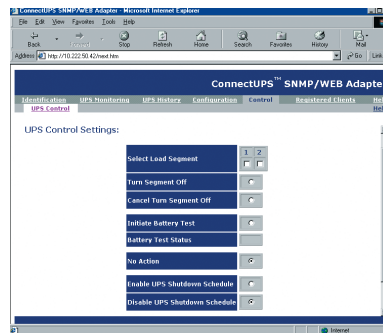 ConnectUPS SNMP/WEB Adapter - Microsoft Internet Explorer
File Edit View Favorites Tools Help
Back Forward Stop Refresh Home Search Favorites History Mail
Address http://10.222.50.42/next.htm Go Link
ConnectUPS™ SNMP/WEB Adapte
Identification UPS Monitoring UPS History Configuration Control Registered Clients Hel
UPS Control Hel
UPS Control Settings:
Select Load Segment 1 2
Turn Segment Off
Cancel Turn Segment Off
Initiate Battery Test
Battery Test Status
No Action
Enable UPS Shutdown Schedule
Disable UPS Shutdown Schedule
Internet